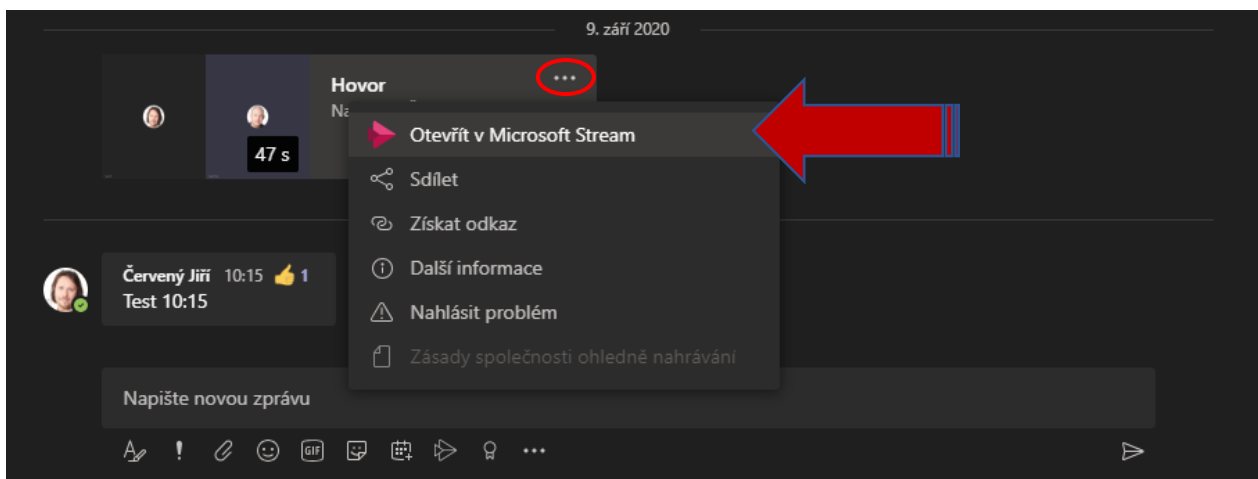 9. září 2020
Hovor
47 s
Otevřít v Microsoft Stream
Sdílet
Získat odkaz
Další informace
Nahlásit problém
Zásady společnosti ohledně nahrávání
Červený Jiří 10:15 👍 1
Test 10:15
Napište novou zprávu
GIF